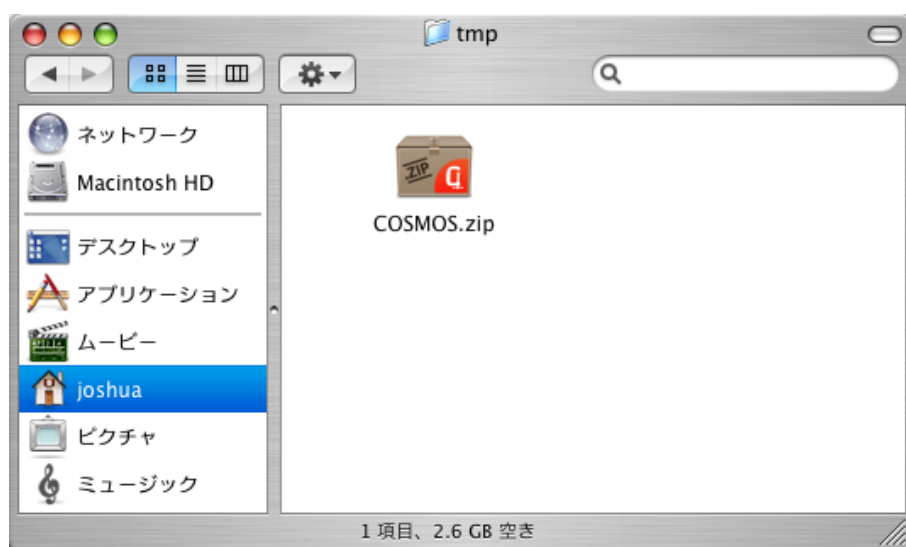 tmp
ネットワーク
Macintosh HD
デスクトップ
アプリケーション
ムービー
joshua
ピクチャ
ミュージック
ZIP
COSMOS.zip
1 項目、2.6 GB 空き